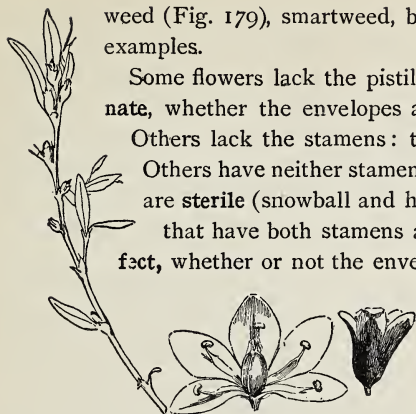 weed (Fig. 179), smartweed, b
examples.
Some flowers lack the pistil
nate, whether the envelopes a
Others lack the stamens: t
Others have neither stamen
are sterile (snowball and h
that have both stamens a
fect, whether or not the enve